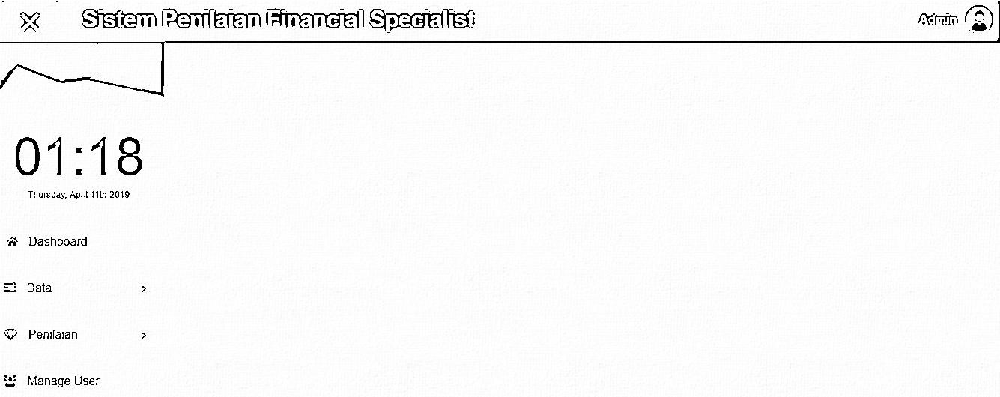 Sistem Penilaian Financial Specialist
Admin
01:18
Thursday, April 11th 2019
Dashboard
Data
Penilaian
Manage User